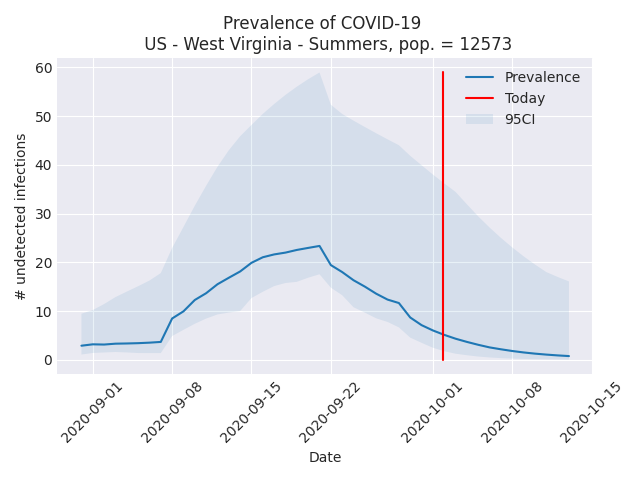 Prevalence of COVID-19
US - West Virginia - Summers, pop. = 12573
# undetected infections
60
50
40
30
20
10
0
Prevalence
Today
95CI
2020-09-01
2020-09-08
2020-09-15
2020-09-22
2020-10-01
2020-10-08
2020-10-15
Date